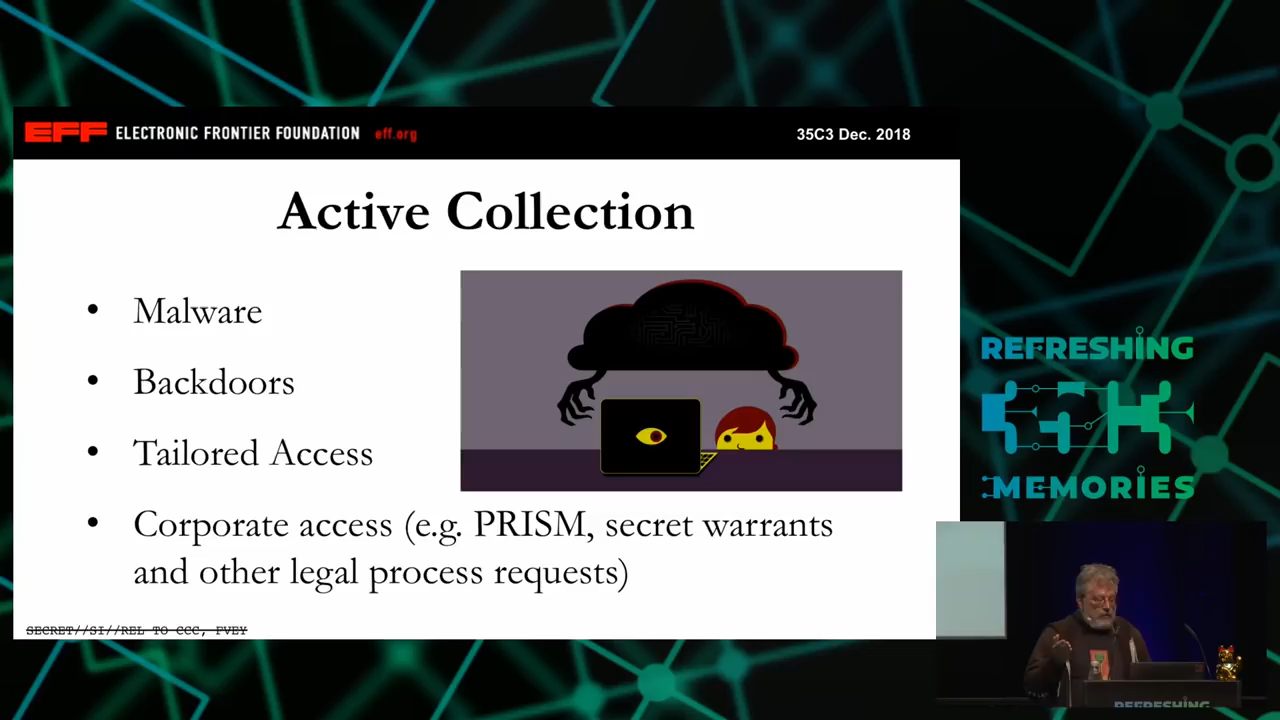 EFF ELECTRONIC FRONTIER FOUNDATION eff.org
35C3 Dec. 2018
Active Collection
• Malware
• Backdoors
• Tailored Access
• Corporate access (e.g. PRISM, secret warrants
and other legal process requests)
SECRET//SI//REL TO CCC, FVEY
REFRESHING
MEMORIES
REFRESHING